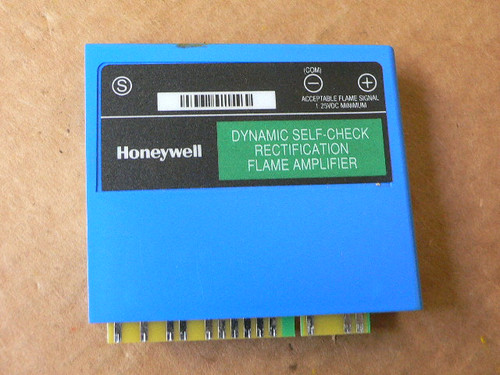 S
(COM)
− +
ACCEPTABLE FLAME SIGNAL
1.25VDC MINIMUM
Honeywell
DYNAMIC SELF-CHECK
RECTIFICATION
FLAME AMPLIFIER